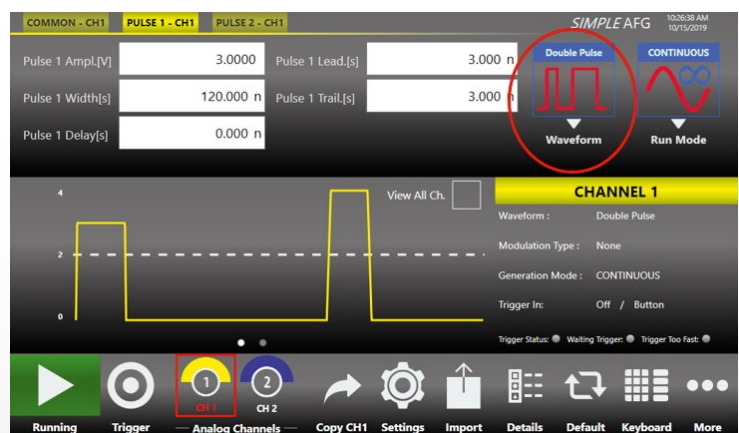 COMMON - CH1 PULSE 1 - CH1 PULSE 2 - CH1 SIMPLE AFG 10:26:38 AM
10/15/2019
Pulse 1 Ampl.[V] 3.0000 Pulse 1 Lead.[s] 3.000 n
Double Pulse CONTINUOUS
Pulse 1 Width[s] 120.000 n Pulse 1 Trail.[s] 3.000 n
Pulse 1 Delay[s] 0.000 n
Waveform Run Mode
4 View All Ch.
2
0
CHANNEL 1
Waveform : Double Pulse
Modulation Type : None
Generation Mode : CONTINUOUS
Trigger In: Off / Button
Trigger Status: Waiting Trigger: Trigger Too Fast:
1 2
CH 1 CH 2
Running Trigger Analog Channels Copy CH1 Settings Import Details Default Keyboard More